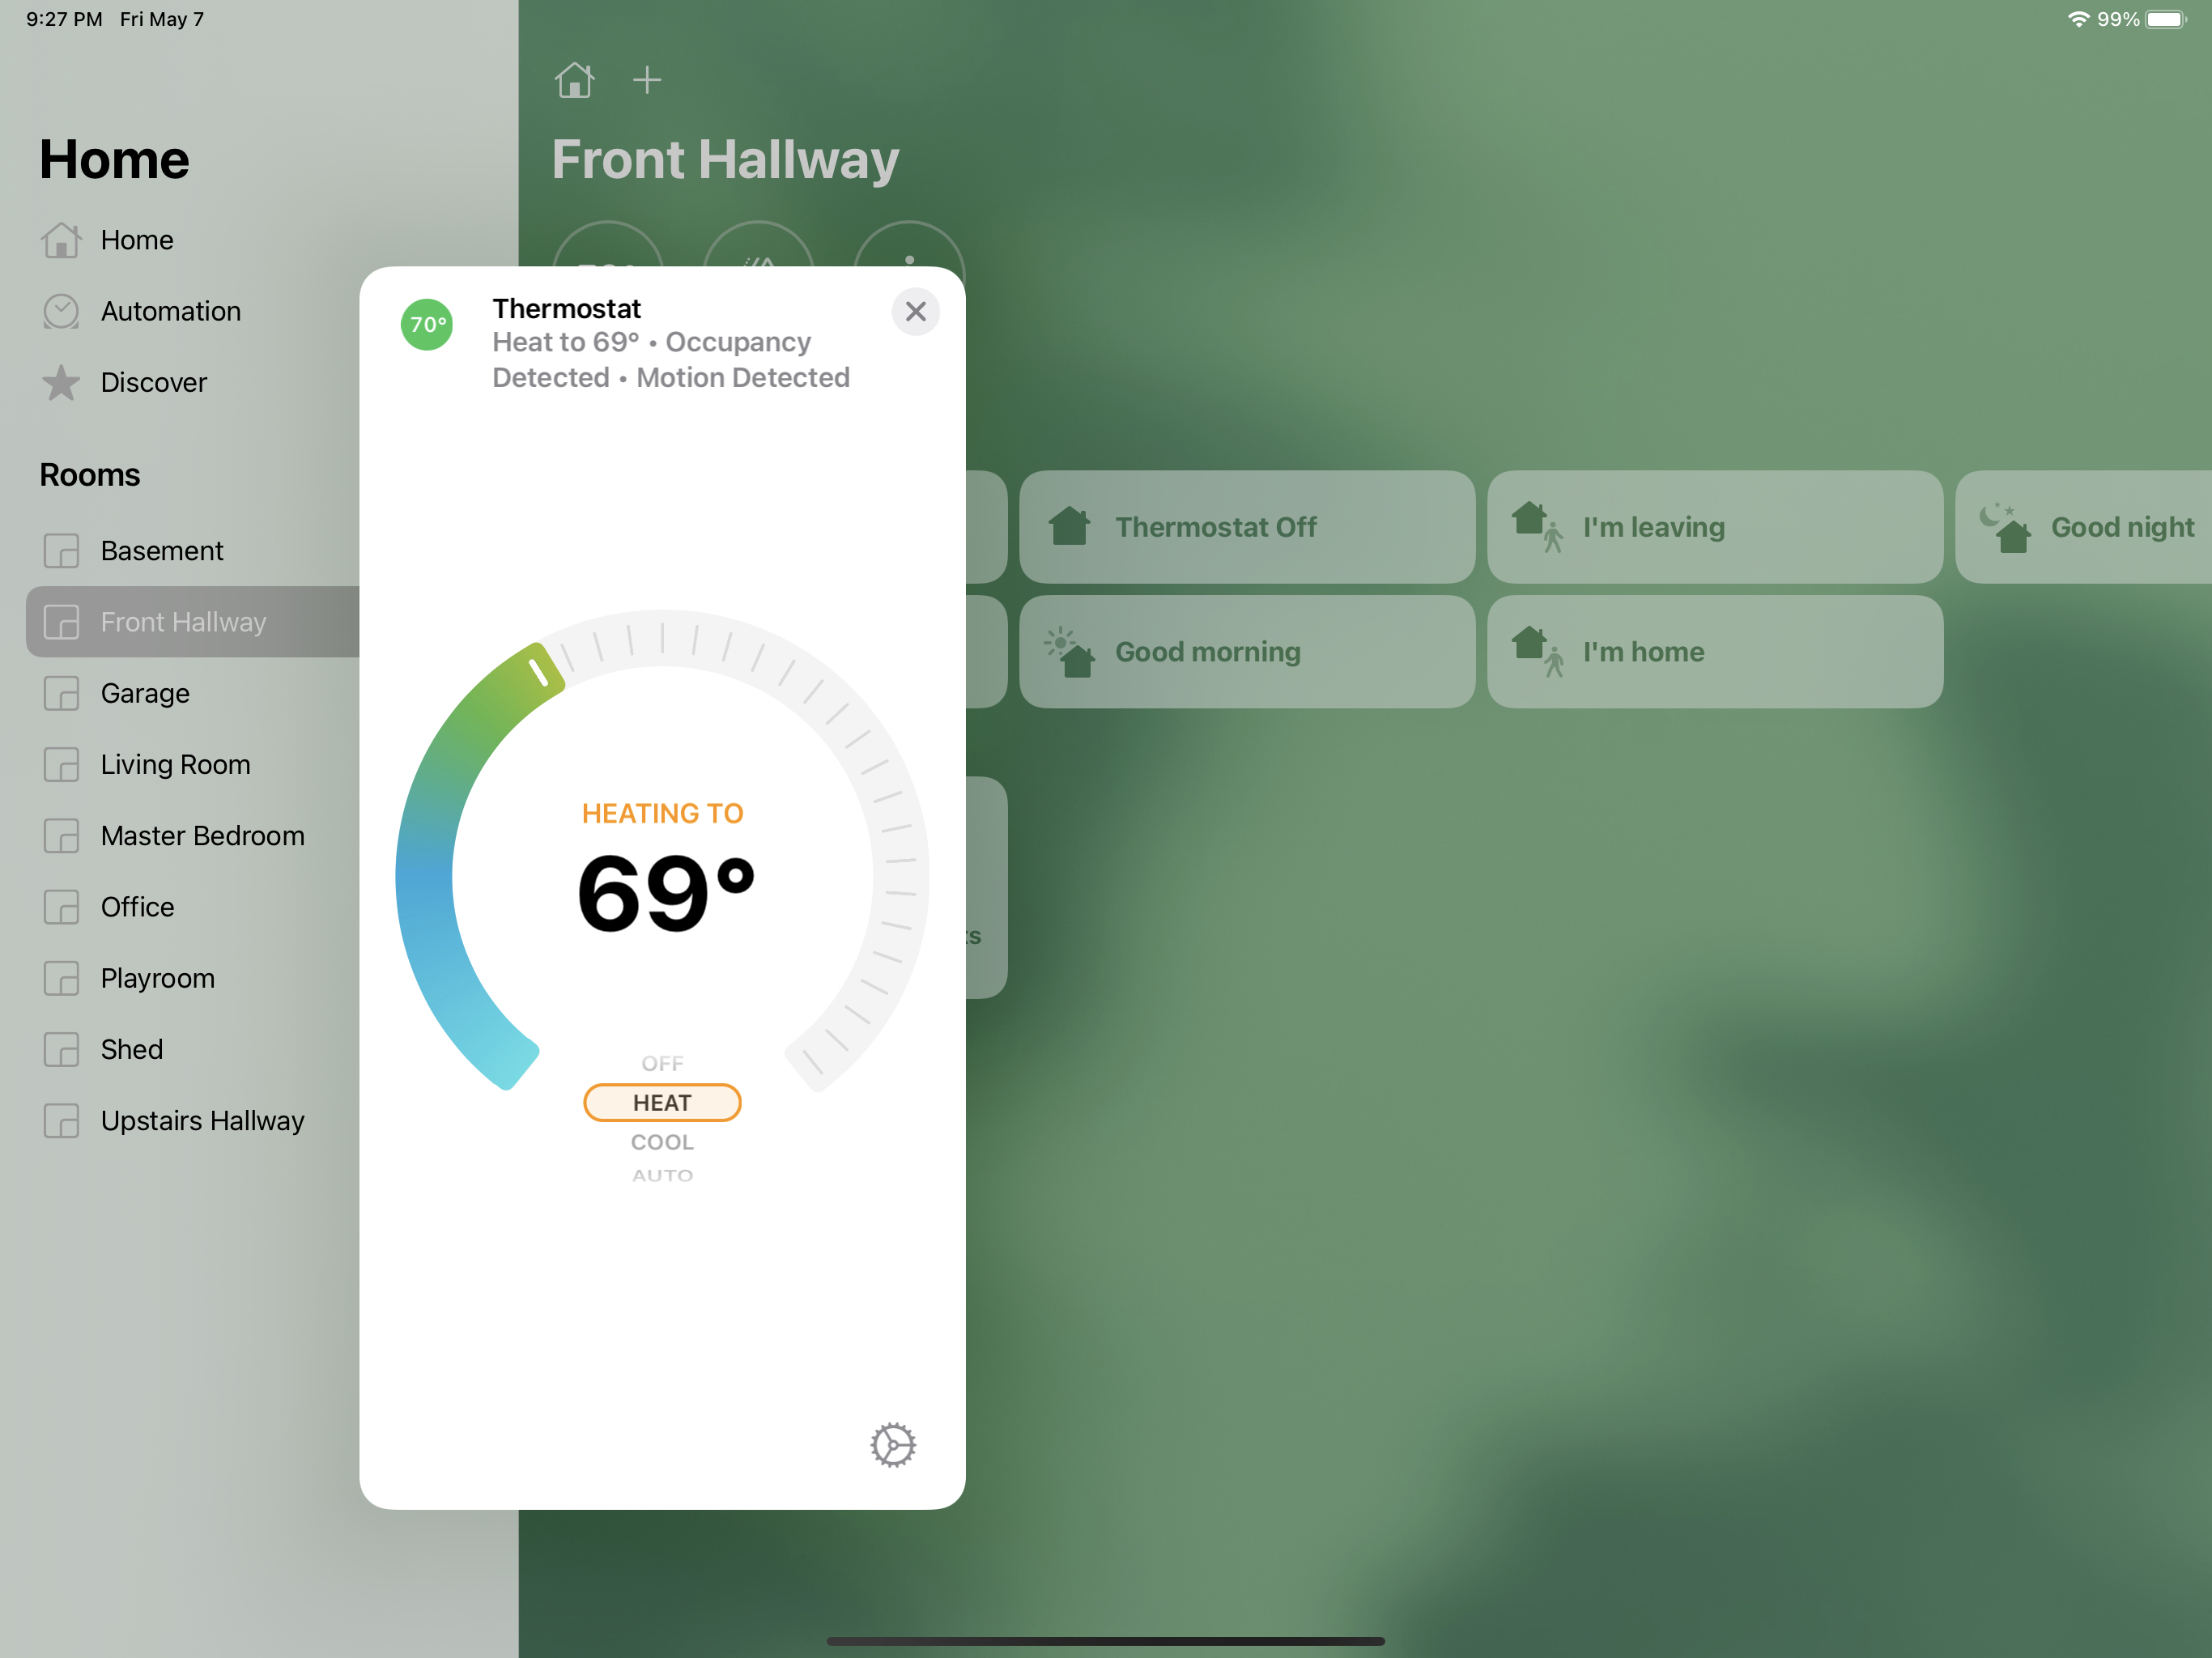 9:27 PM Fri May 7
99%
Home
Home
Automation
Discover
Rooms
Basement
Front Hallway
Garage
Living Room
Master Bedroom
Office
Playroom
Shed
Upstairs Hallway
Front Hallway
70°
Thermostat
Heat to 69° • Occupancy
Detected • Motion Detected
HEATING TO
69°
OFF
HEAT
COOL
AUTO
Thermostat Off
I'm leaving
Good night
Good morning
I'm home